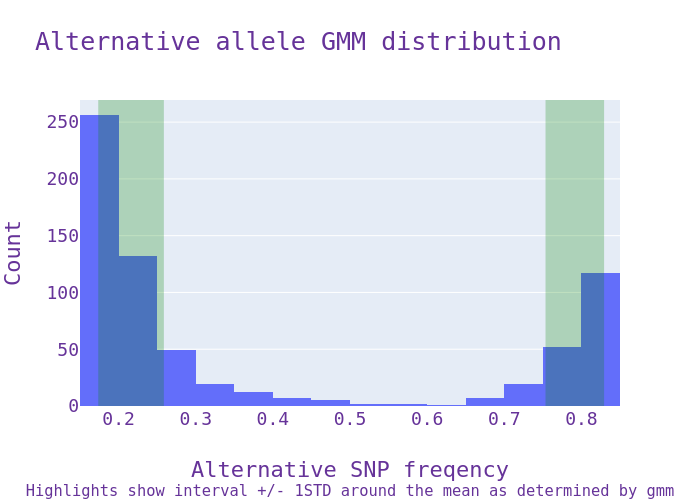 Alternative allele GMM distribution
250
200
150
100
50
0
Count
0.2 0.3 0.4 0.5 0.6 0.7 0.8
Alternative SNP freqency
Highlights show interval +/- 1STD around the mean as determined by gmm